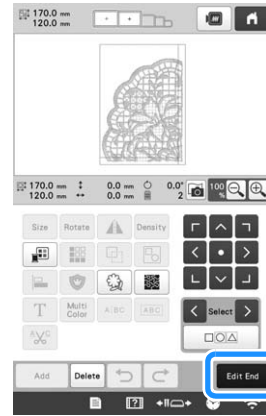 170.0 mm
120.0 mm
170.0 mm 0.0 mm 0.0° 100
120.0 mm 0.0 mm 2 %
Size Rotate Density
T Multi Color A/BC ABC
Select
Add Delete Edit End